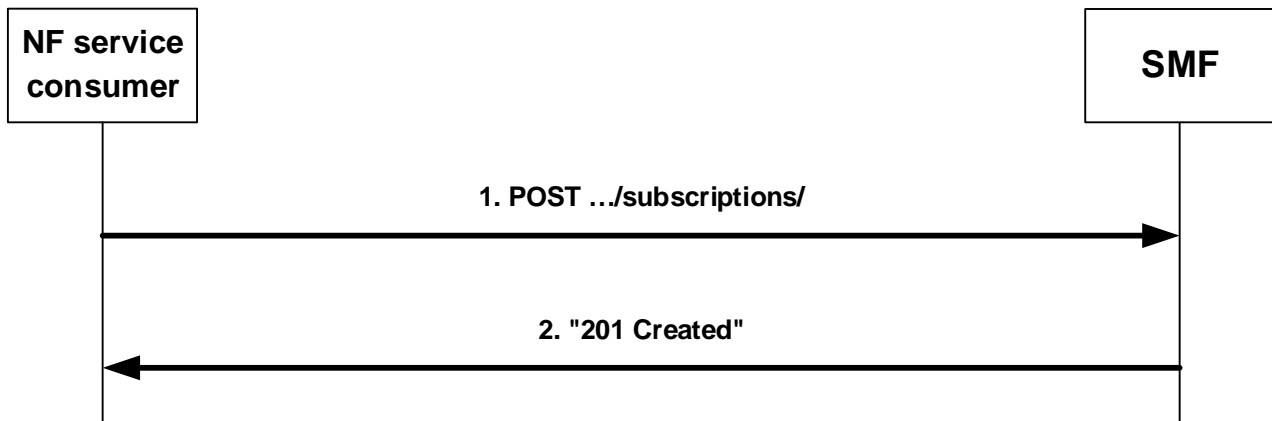 NF service
consumer
SMF
1. POST …/subscriptions/
2. "201 Created"